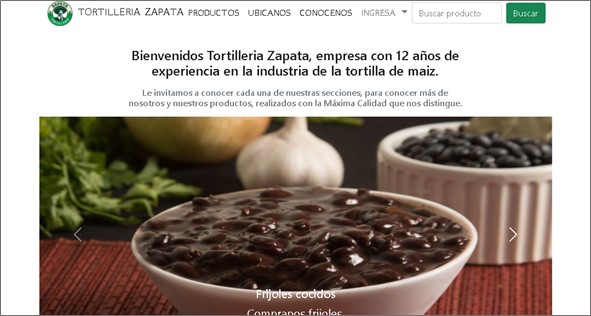 TORTILLERIA ZAPATA PRODUCTOS UBICANOS CONOCENOS INGRESA Buscar producto Buscar
Bienvenidos Tortilleria Zapata, empresa con 12 años de
experiencia en la industria de la tortilla de maiz.
Le invitamos a conocer cada una de nuestras secciones, para conocer más de
nosotros y nuestros productos, realizados con la Máxima Calidad que nos distingue.
Frijoles cocidos
Compranos frijoles